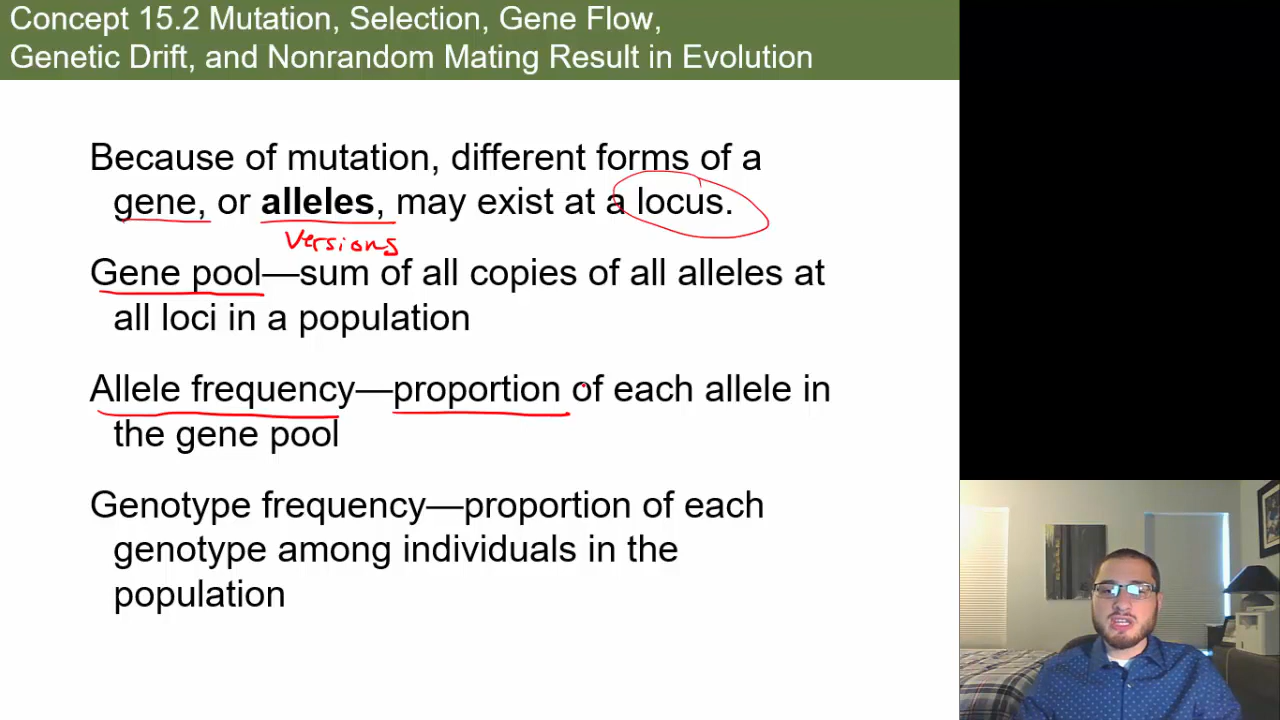 Concept 15.2 Mutation, Selection, Gene Flow,
Genetic Drift, and Nonrandom Mating Result in Evolution
Because of mutation, different forms of a
gene, or alleles, may exist at a locus.
versions
Gene pool—sum of all copies of all alleles at
all loci in a population
Allele frequency—proportion of each allele in
the gene pool
Genotype frequency—proportion of each
genotype among individuals in the
population